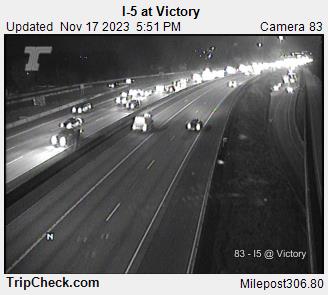 I-5 at Victory
Updated Nov 17 2023 5:51 PM Camera 83
T
N
83 - I5 @ Victory
TripCheck.com Milepost306.80